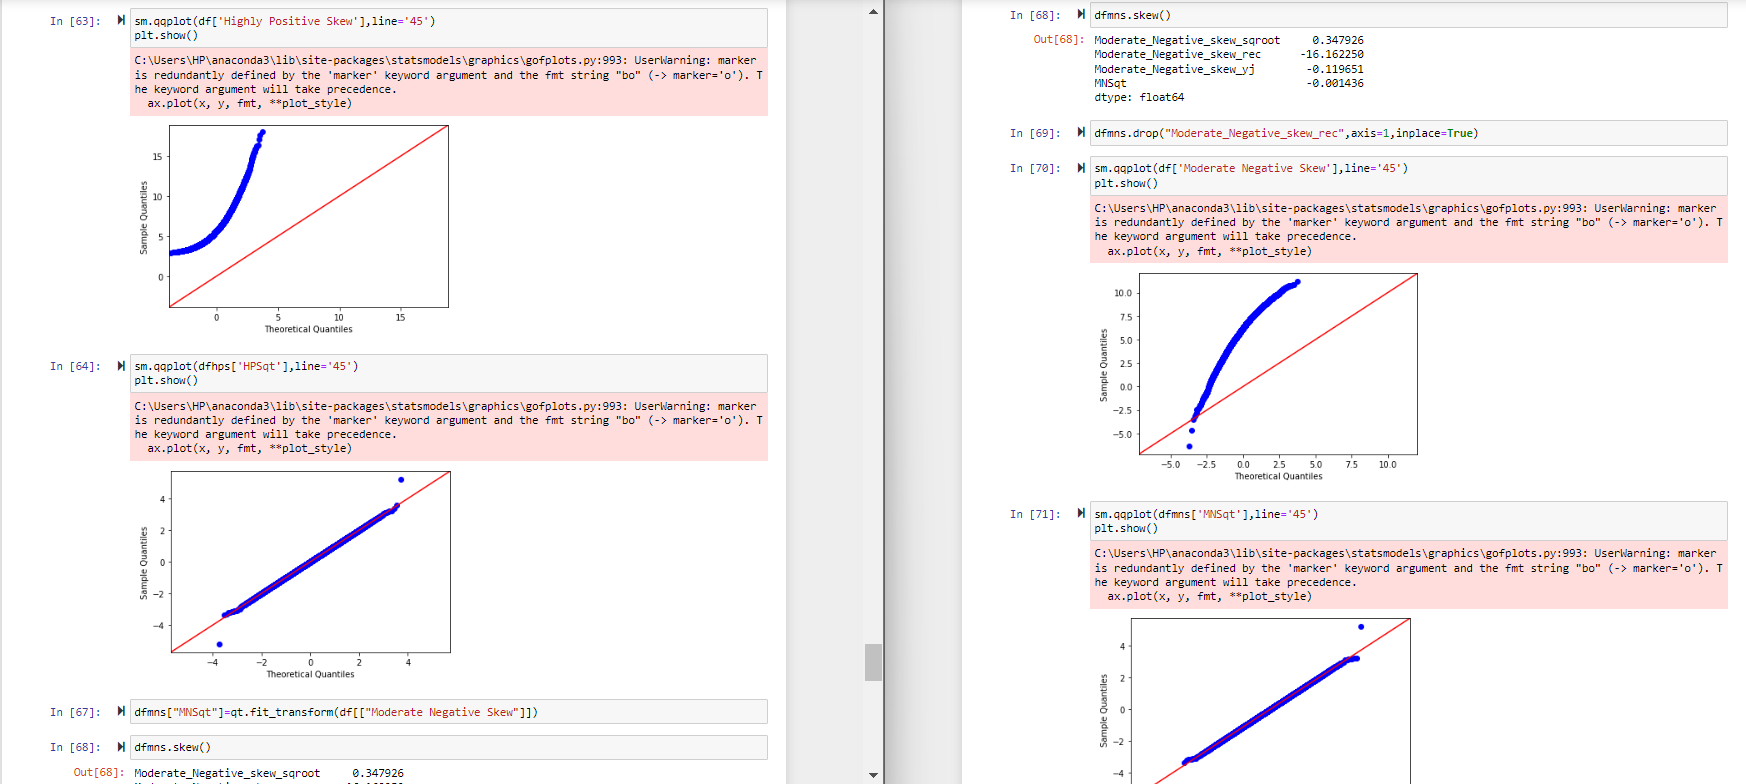 In [63]:
sm.qqplot(df['Highly Positive Skew'],line='45')
plt.show()
C:\Users\HP\anaconda3\lib\site-packages\statsmodels\graphics\gofplots.py:993: UserWarning: marker
is redundantly defined by the 'marker' keyword argument and the fmt string "bo" (-> marker='o'). T
he keyword argument will take precedence.
ax.plot(x, y, fmt, **plot_style)
15
10
5
0
Sample Quantiles
0 5 10 15
Theoretical Quantiles
In [64]:
sm.qqplot(dfhps['HPSqt'],line='45')
plt.show()
C:\Users\HP\anaconda3\lib\site-packages\statsmodels\graphics\gofplots.py:993: UserWarning: marker
is redundantly defined by the 'marker' keyword argument and the fmt string "bo" (-> marker='o'). T
he keyword argument will take precedence.
ax.plot(x, y, fmt, **plot_style)
4
2
0
−2
−4
Sample Quantiles
−4 −2 0 2 4
Theoretical Quantiles
In [67]:
dfmns["MNSqt"]=qt.fit_transform(df[["Moderate Negative Skew"]])
In [68]:
dfmns.skew()
Out[68]:
Moderate_Negative_skew_sqroot 0.347926
In [68]:
dfmns.skew()
Out[68]:
Moderate_Negative_skew_sqroot 0.347926
Moderate_Negative_skew_rec -16.162250
Moderate_Negative_skew_yj -0.119651
MNSqt -0.001436
dtype: float64
In [69]:
dfmns.drop("Moderate_Negative_skew_rec",axis=1,inplace=True)
In [70]:
sm.qqplot(df['Moderate Negative Skew'],line='45')
plt.show()
C:\Users\HP\anaconda3\lib\site-packages\statsmodels\graphics\gofplots.py:993: UserWarning: marker
is redundantly defined by the 'marker' keyword argument and the fmt string "bo" (-> marker='o'). T
he keyword argument will take precedence.
ax.plot(x, y, fmt, **plot_style)
10.0
7.5
5.0
2.5
0.0
−2.5
−5.0
Sample Quantiles
−5.0 −2.5 0.0 2.5 5.0 7.5 10.0
Theoretical Quantiles
In [71]:
sm.qqplot(dfmns['MNSqt'],line='45')
plt.show()
C:\Users\HP\anaconda3\lib\site-packages\statsmodels\graphics\gofplots.py:993: UserWarning: marker
is redundantly defined by the 'marker' keyword argument and the fmt string "bo" (-> marker='o'). T
he keyword argument will take precedence.
ax.plot(x, y, fmt, **plot_style)
4
2
0
−2
−4
Sample Quantiles